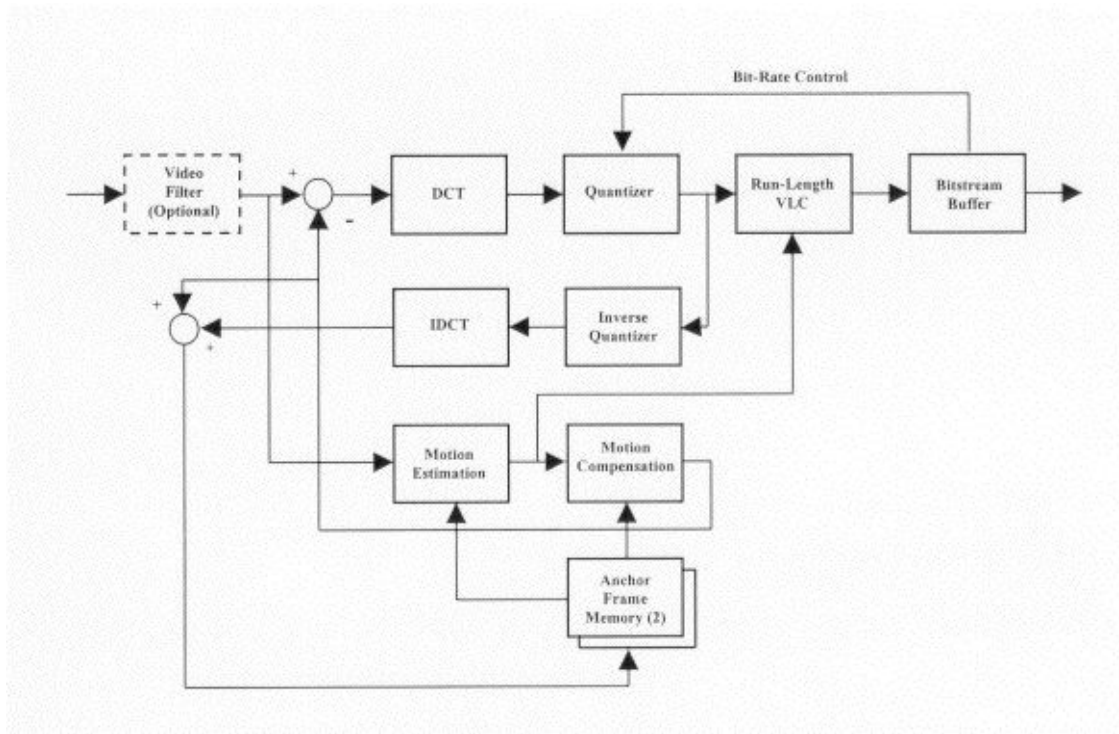 Bit-Rate Control
Video
Filter
(Optional)
+
-
DCT
Quantizer
Run-Length
VLC
Bitstream
Buffer
+
+
IDCT
Inverse
Quantizer
Motion
Estimation
Motion
Compensation
Anchor
Frame
Memory (2)